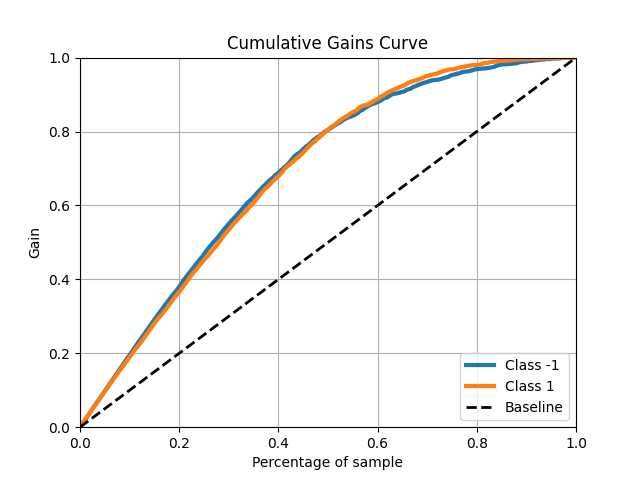 Cumulative Gains Curve
1.0
0.8
0.6
0.4
0.2
0.0
Gain
0.0 0.2 0.4 0.6 0.8 1.0
Percentage of sample
Class -1
Class 1
Baseline